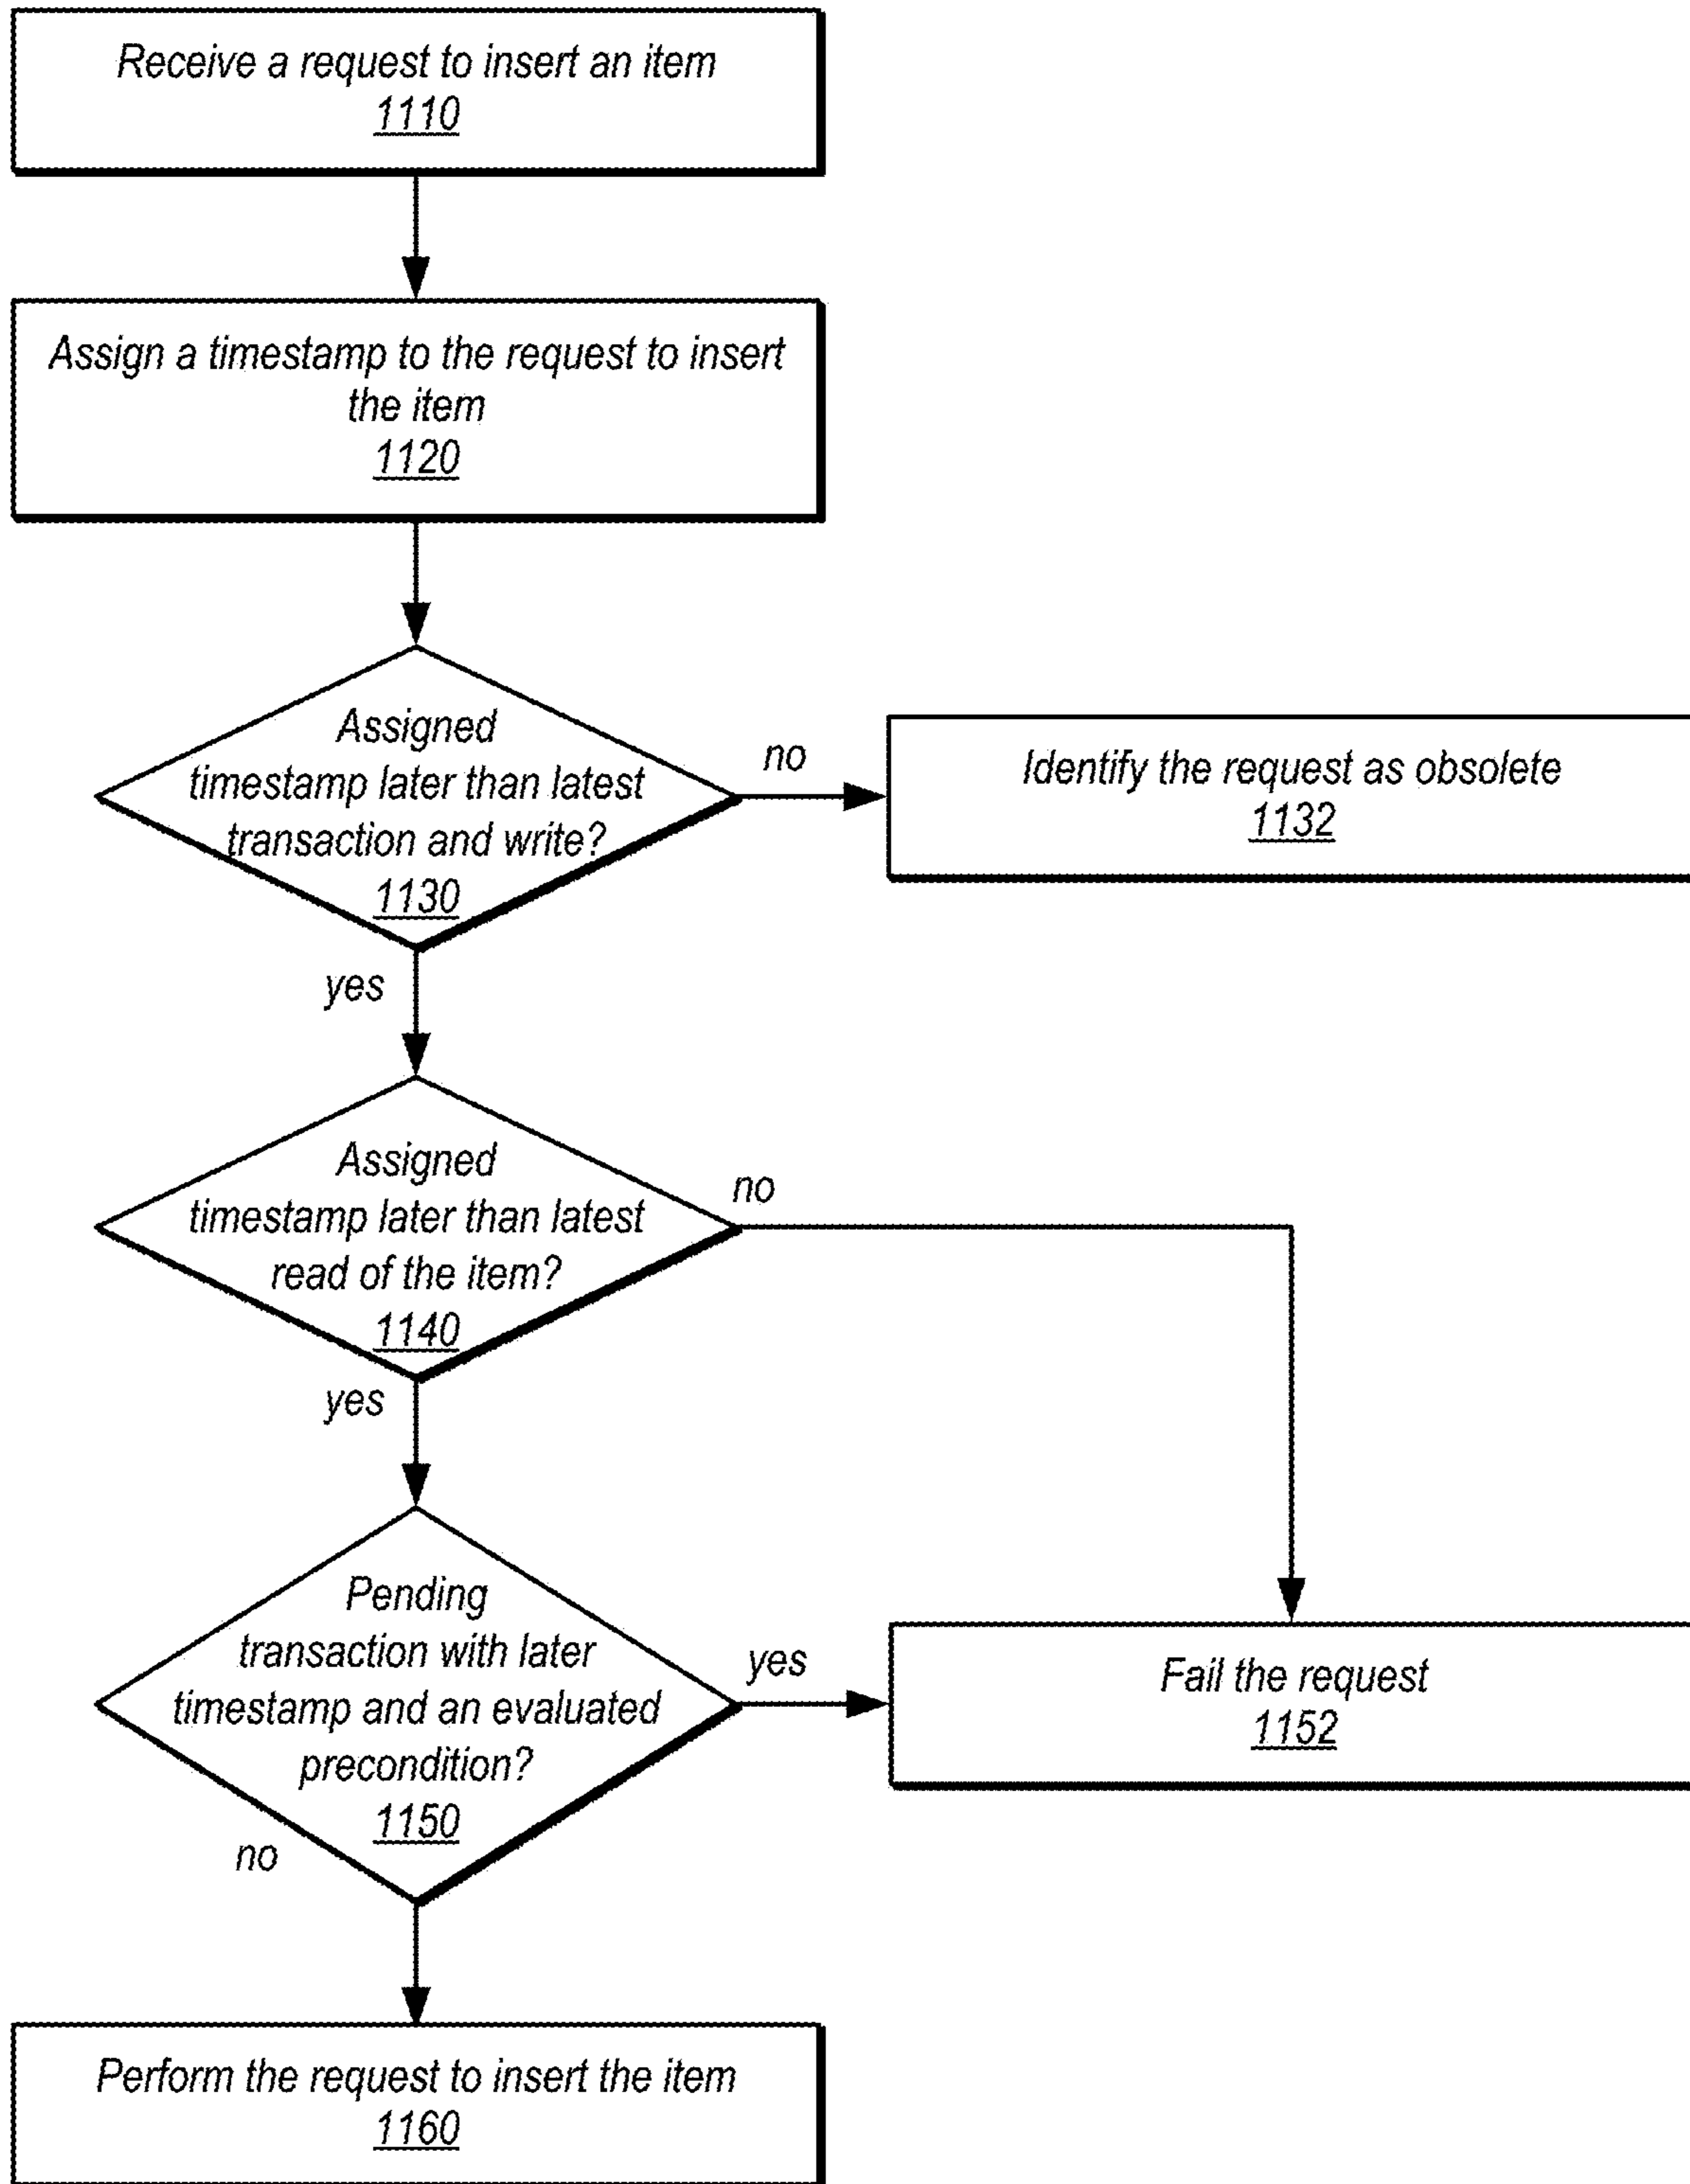 Receive a request to insert an item
1110
Assign a timestamp to the request to insert
the item
1120
Assigned
timestamp later than latest
transaction and write?
1130
no
Identify the request as obsolete
1132
yes
Assigned
timestamp later than latest
read of the item?
1140
no
yes
Pending
transaction with later
timestamp and an evaluated
precondition?
1150
yes
Fail the request
1152
no
Perform the request to insert the item
1160